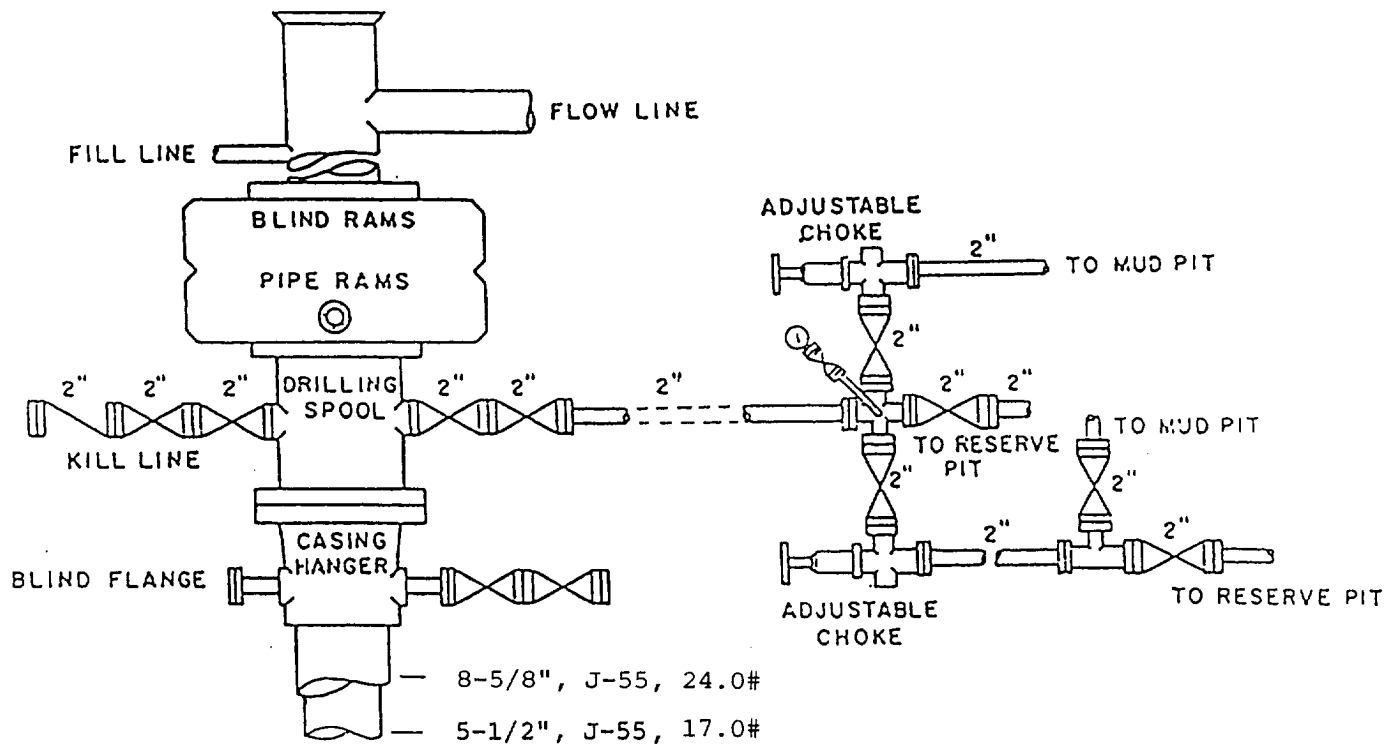 FLOW LINE
FILL LINE
BLIND RAMS
PIPE RAMS
ADJUSTABLE
CHOKE
2"
TO MUD PIT
2"
2"
2"
2"
DRILLING
SPOOL
2"
2"
2"
2"
2"
KILL LINE
TO RESERVE
PIT
TO MUD PIT
2"
2"
2"
2"
CASING
HANGER
BLIND FLANGE
TO RESERVE PIT
ADJUSTABLE
CHOKE
8-5/8", J-55, 24.0#
5-1/2", J-55, 17.0#